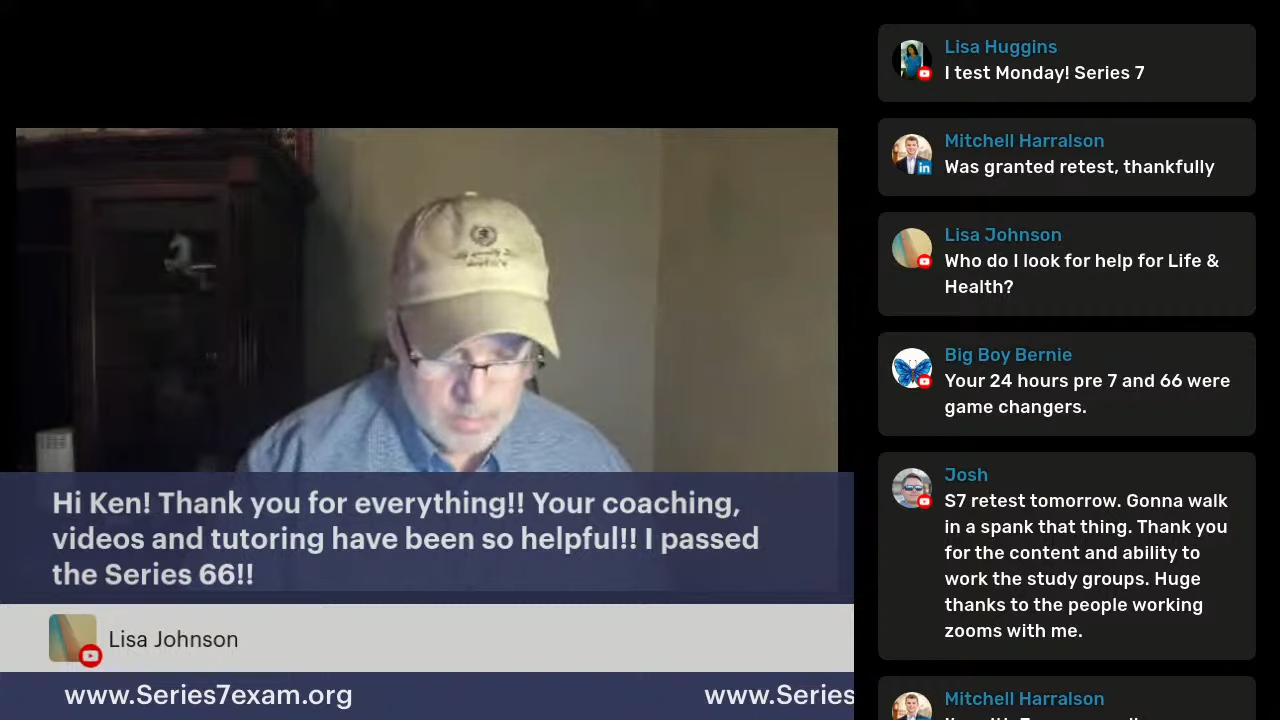 Hi Ken! Thank you for everything!! Your coaching,
videos and tutoring have been so helpful!! I passed
the Series 66!!
Lisa Johnson
www.Series7exam.org
www.Series
Lisa Huggins
I test Monday! Series 7
Mitchell Harralson
Was granted retest, thankfully
Lisa Johnson
Who do I look for help for Life &
Health?
Big Boy Bernie
Your 24 hours pre 7 and 66 were
game changers.
Josh
S7 retest tomorrow. Gonna walk
in a spank that thing. Thank you
for the content and ability to
work the study groups. Huge
thanks to the people working
zooms with me.
Mitchell Harralson